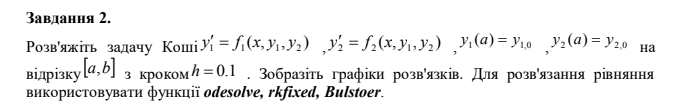 Завдання 2.
Розв'яжіть задачу Коші y₁′ = f₁(x, y₁, y₂) , y₂′ = f₂(x, y₁, y₂) , y₁(a) = y₁,₀ , y₂(a) = y₂,₀ на
відрізку [a,b] з кроком h = 0.1 . Зобразіть графіки розв'язків. Для розв'язання рівняння
використовувати функції odesolve, rkfixed, Bulstoer.